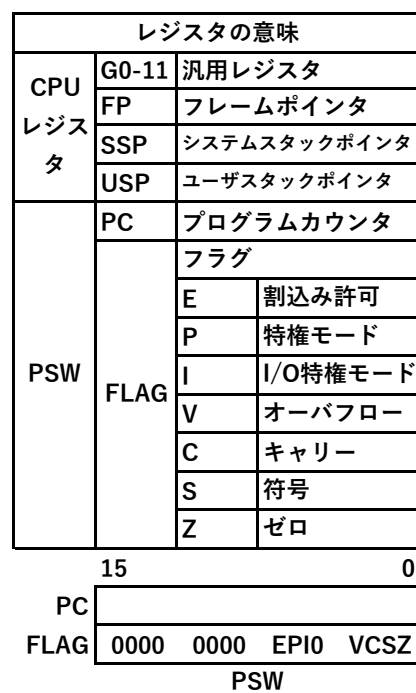 レジスタの意味
CPU
レジス
タ
G0-11 汎用レジスタ
FP フレームポインタ
SSP システムスタックポインタ
USP ユーザスタックポインタ
PSW
PC プログラムカウンタ
FLAG
フラグ
E 割込み許可
P 特権モード
I I/O特権モード
V オーバフロー
C キャリー
S 符号
Z ゼロ
15 0
PC
FLAG 0000 0000 EPI0 VCSZ
PSW